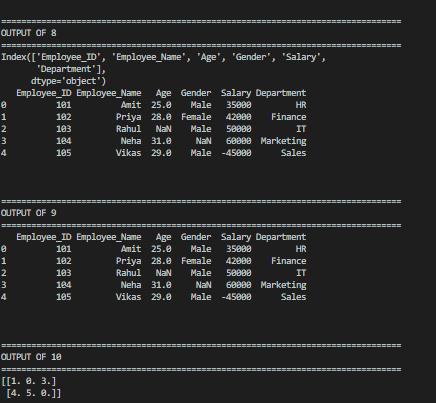 ================================================================================
OUTPUT OF 8
================================================================================
Index(['Employee_ID', 'Employee_Name', 'Age', 'Gender', 'Salary',
       'Department'],
      dtype='object')
   Employee_ID Employee_Name   Age  Gender  Salary Department
0          101          Amit  25.0    Male   35000         HR
1          102         Priya  28.0  Female   42000    Finance
2          103         Rahul   NaN    Male   50000         IT
3          104          Neha  31.0     NaN   60000  Marketing
4          105         Vikas  29.0    Male  -45000      Sales
================================================================================
OUTPUT OF 9
================================================================================
   Employee_ID Employee_Name   Age  Gender  Salary Department
0          101          Amit  25.0    Male   35000         HR
1          102         Priya  28.0  Female   42000    Finance
2          103         Rahul   NaN    Male   50000         IT
3          104          Neha  31.0     NaN   60000  Marketing
4          105         Vikas  29.0    Male  -45000      Sales
================================================================================
OUTPUT OF 10
================================================================================
[[1. 0. 3.]
 [4. 5. 0.]]